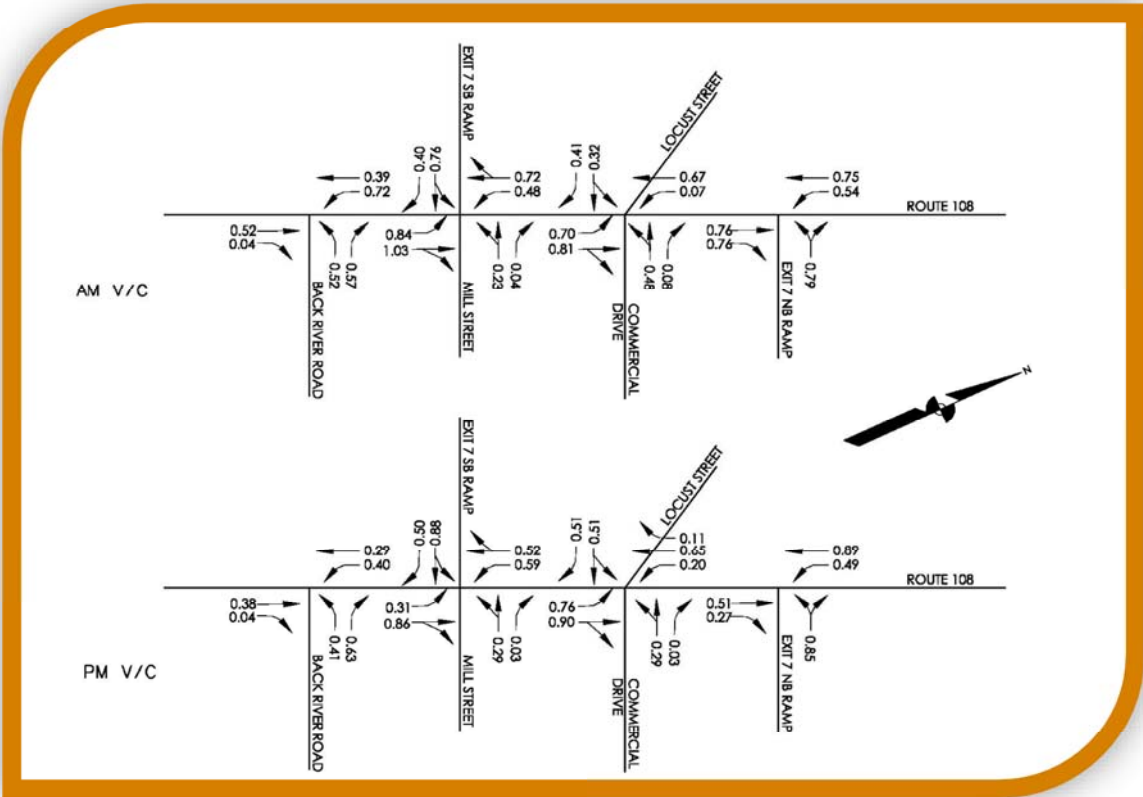 EXIT 7 SB RAMP
LOCUST STREET
0.40
0.76
0.41
0.32
0.39
0.72
0.72
0.48
0.67
0.07
0.75
0.54
ROUTE 108
0.52
0.04
0.84
1.03
0.70
0.81
0.76
0.76
0.52
0.57
0.23
0.04
0.48
0.08
0.79
AM V/C
BACK RIVER ROAD
MILL STREET
COMMERCIAL
DRIVE
EXIT 7 NB RAMP
N
EXIT 7 SB RAMP
LOCUST STREET
0.50
0.88
0.51
0.51
0.11
0.29
0.40
0.52
0.59
0.65
0.20
0.89
0.49
ROUTE 108
0.38
0.04
0.31
0.86
0.76
0.90
0.51
0.27
0.41
0.63
0.29
0.03
0.29
0.03
0.85
PM V/C
BACK RIVER ROAD
MILL STREET
COMMERCIAL
DRIVE
EXIT 7 NB RAMP